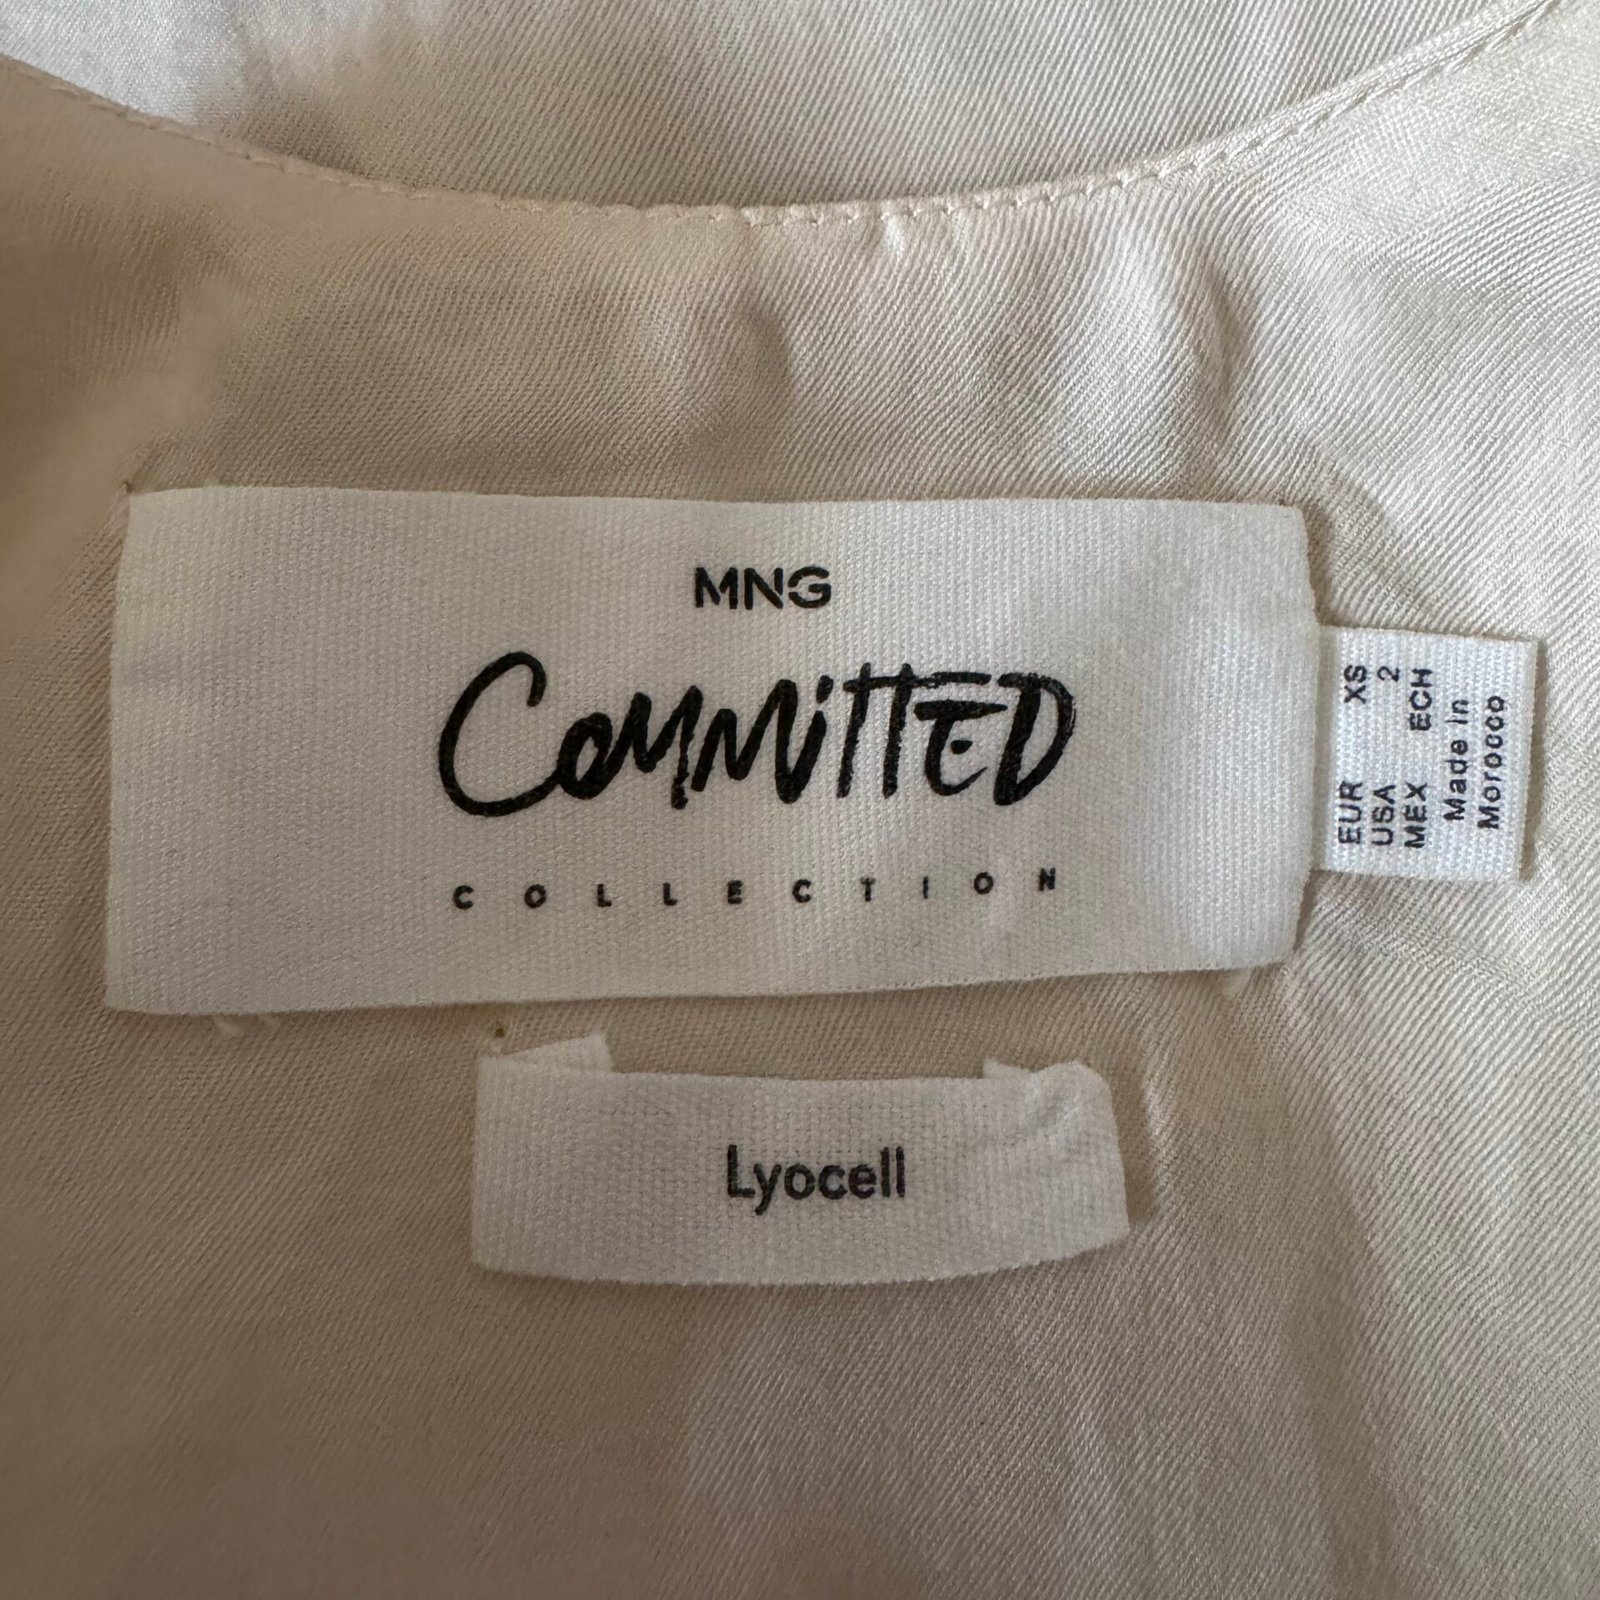 MNG
Committed
COLLECTION
EUR XS
USA 2
MEX ECH
Made in
Morocco
Lyocell